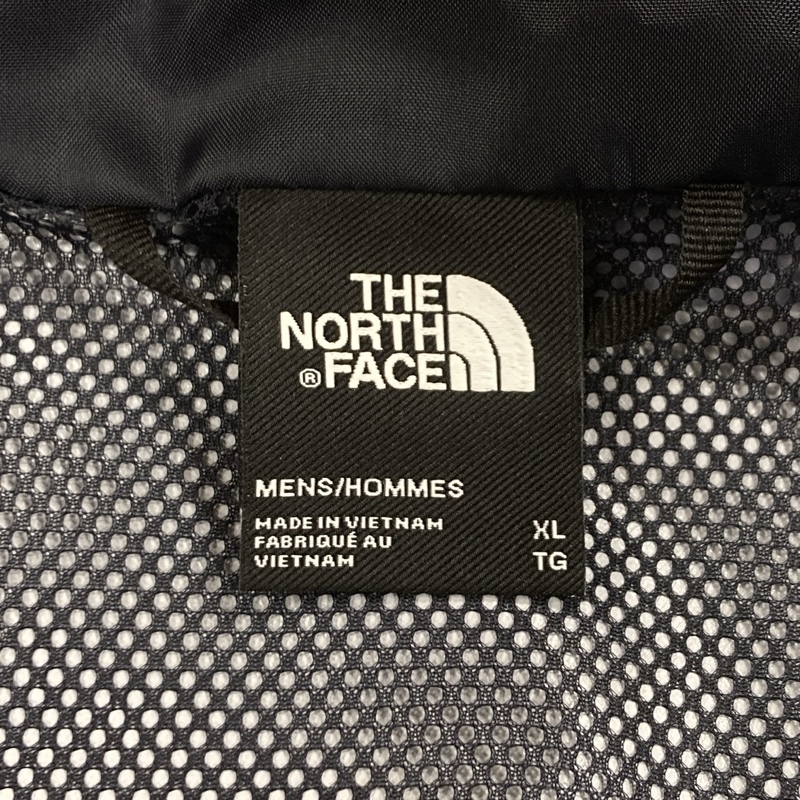 THE
NORTH
® FACE
MENS/HOMMES
MADE IN VIETNAM
FABRIQUÉ AU
VIETNAM
XL
TG